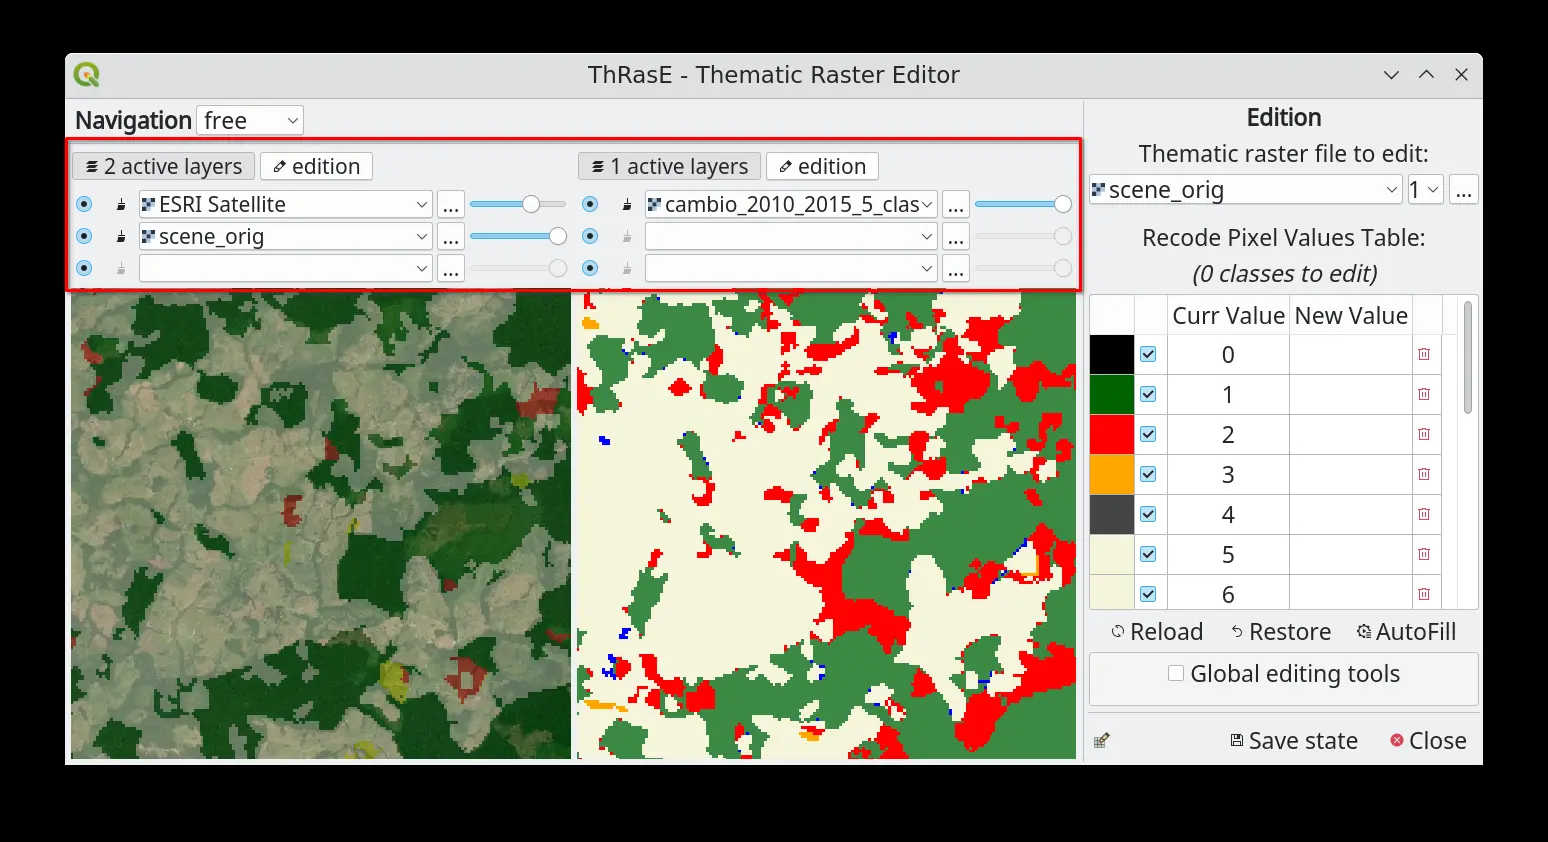 ThRasE - Thematic Raster Editor
Navigation free
2 active layers edition
ESRI Satellite ...
scene_orig ...
...
1 active layers edition
cambio_2010_2015_5_clas ...
...
...
Edition
Thematic raster file to edit:
scene_orig 1 ...
Recode Pixel Values Table:
(0 classes to edit)
Curr Value New Value
0
1
2
3
4
5
6
Reload Restore AutoFill
Global editing tools
Save state Close